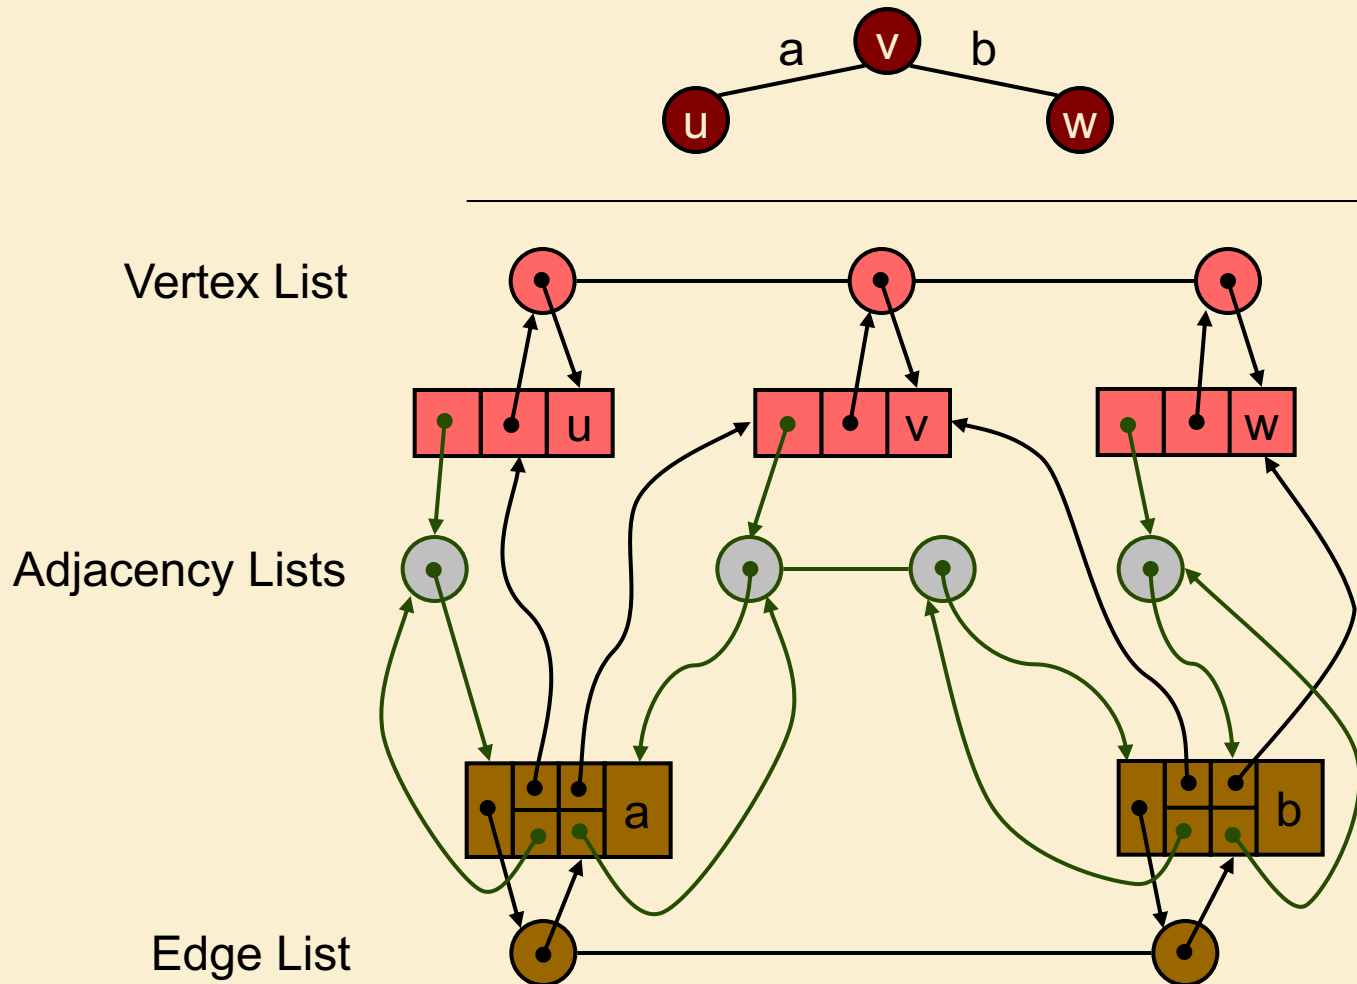 a v b
u w
Vertex List
u v w
Adjacency Lists
a b
Edge List